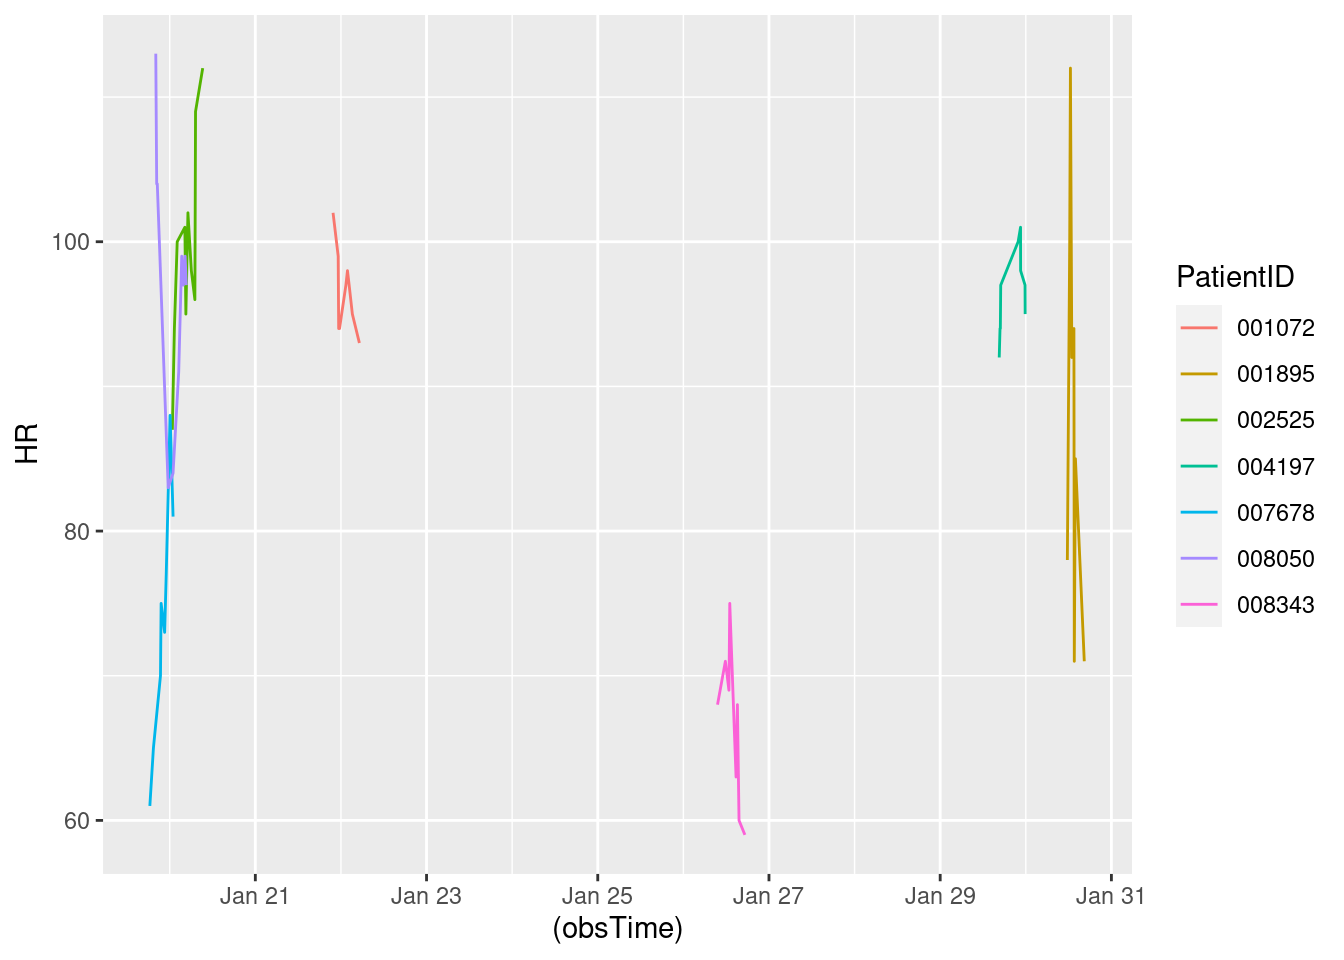 HR
100
80
60
Jan 21
Jan 23
Jan 25
Jan 27
Jan 29
Jan 31
(obsTime)
PatientID
001072
001895
002525
004197
007678
008050
008343